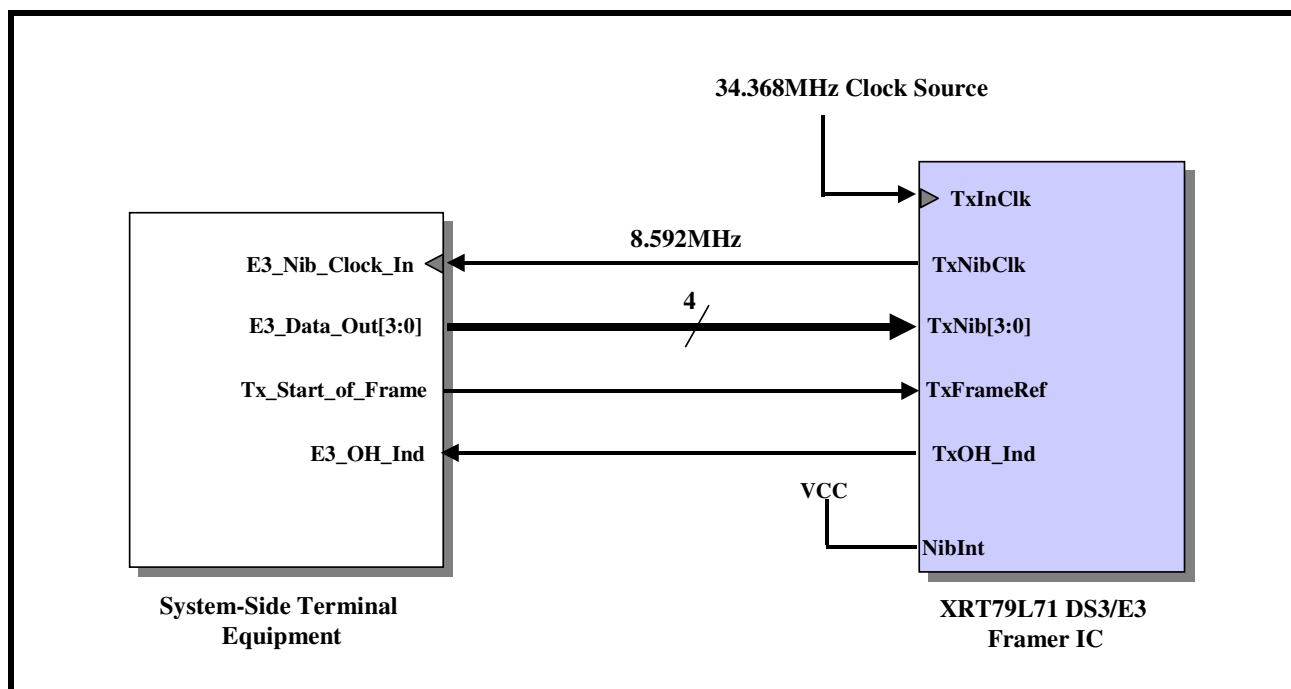 34.368MHz Clock Source
TxInClk
8.592MHz
E3_Nib_Clock_In
TxNibClk
4
E3_Data_Out[3:0]
TxNib[3:0]
Tx_Start_of_Frame
TxFrameRef
E3_OH_Ind
TxOH_Ind
VCC
NibInt
System-Side Terminal
Equipment
XRT79L71 DS3/E3
Framer IC